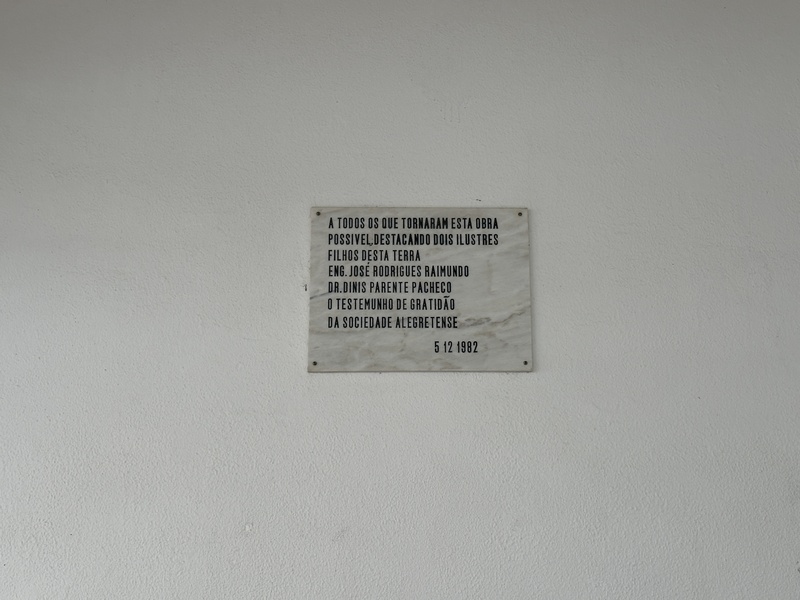 A TODOS OS QUE TORNARAM ESTA OBRA
POSSIVEL, DESTACANDO DOIS ILUSTRES
FILHOS DESTA TERRA
ENG. JOSÉ RODRIGUES RAIMUNDO
DR. DINIS PARENTE PACHECO
O TESTEMUNHO DE GRATIDÃO
DA SOCIEDADE ALEGRETENSE
5 12 1982